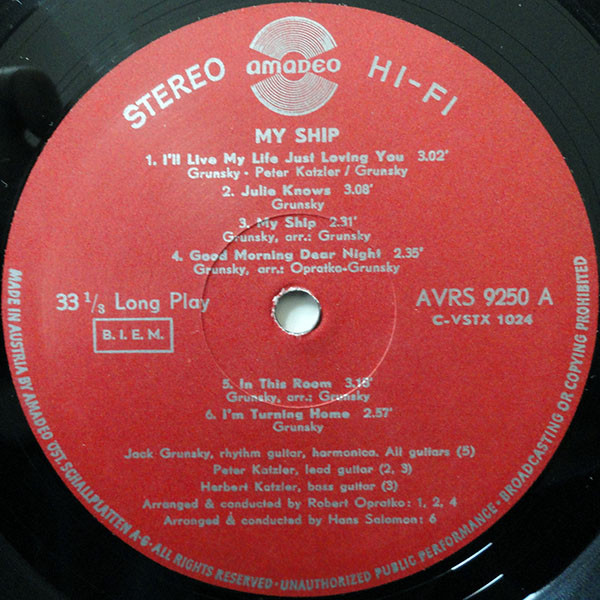 STEREO amadeo HI-FI
MY SHIP
1. I'll Live My Life Just Loving You 3.02'
Grunsky - Peter Katzler / Grunsky
2. Julie Knows 3.08'
Grunsky
3. My Ship 2.31'
Grunsky, arr.: Grunsky
4. Good Morning Dear Night 2.35'
Grunsky, arr.: Opratko-Grunsky
33 1/3 Long Play
B. I. E. M.
AVRS 9250 A
C-VSTX 1024
5. In This Room 3.15'
Grunsky, arr.: Grunsky
6. I'm Turning Home 2.57'
Grunsky
Jack Grunsky, rhythm guitar, harmonica. All guitars (5)
Peter Katzler, lead guitar (2, 3)
Herbert Katzler, bass guitar (3)
Arranged & conducted by Robert Opratko: 1, 2, 4
Arranged & conducted by Hans Salomon: 6
MADE IN AUSTRIA BY AMADEO ÖST. SCHALLPLATTEN A-G - ALL RIGHTS RESERVED - UNAUTHORIZED PUBLIC PERFORMANCE - BROADCASTING OR COPYING PROHIBITED